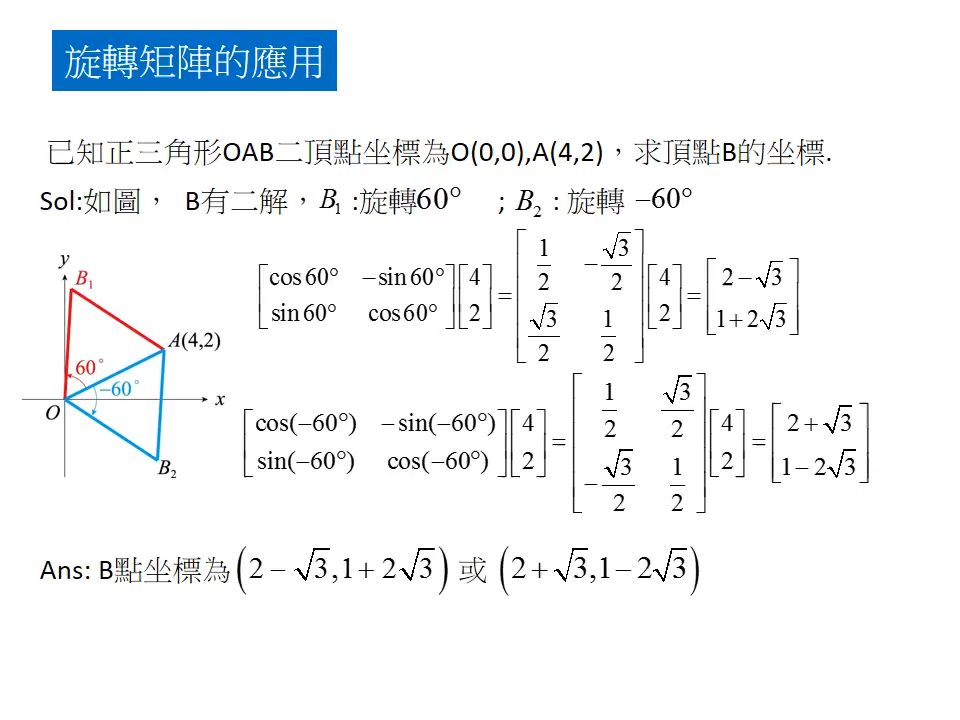 旋轉矩陣的應用
已知正三角形OAB二頂點坐標為O(0,0),A(4,2)，求頂點B的坐標.
Sol:如圖， B有二解，B₁ :旋轉60° ; B₂ : 旋轉 −60°
[cos60° −sin60°; sin60° cos60°][4; 2] = [1/2 −√3/2; √3/2 1/2][4; 2] = [2−√3; 1+2√3]
y
B₁
A(4,2)
60°
−60°
x
O
B₂
[cos(−60°) −sin(−60°); sin(−60°) cos(−60°)][4; 2] = [1/2 √3/2; −√3/2 1/2][4; 2] = [2+√3; 1−2√3]
Ans: B點坐標為(2−√3,1+2√3) 或 (2+√3,1−2√3)